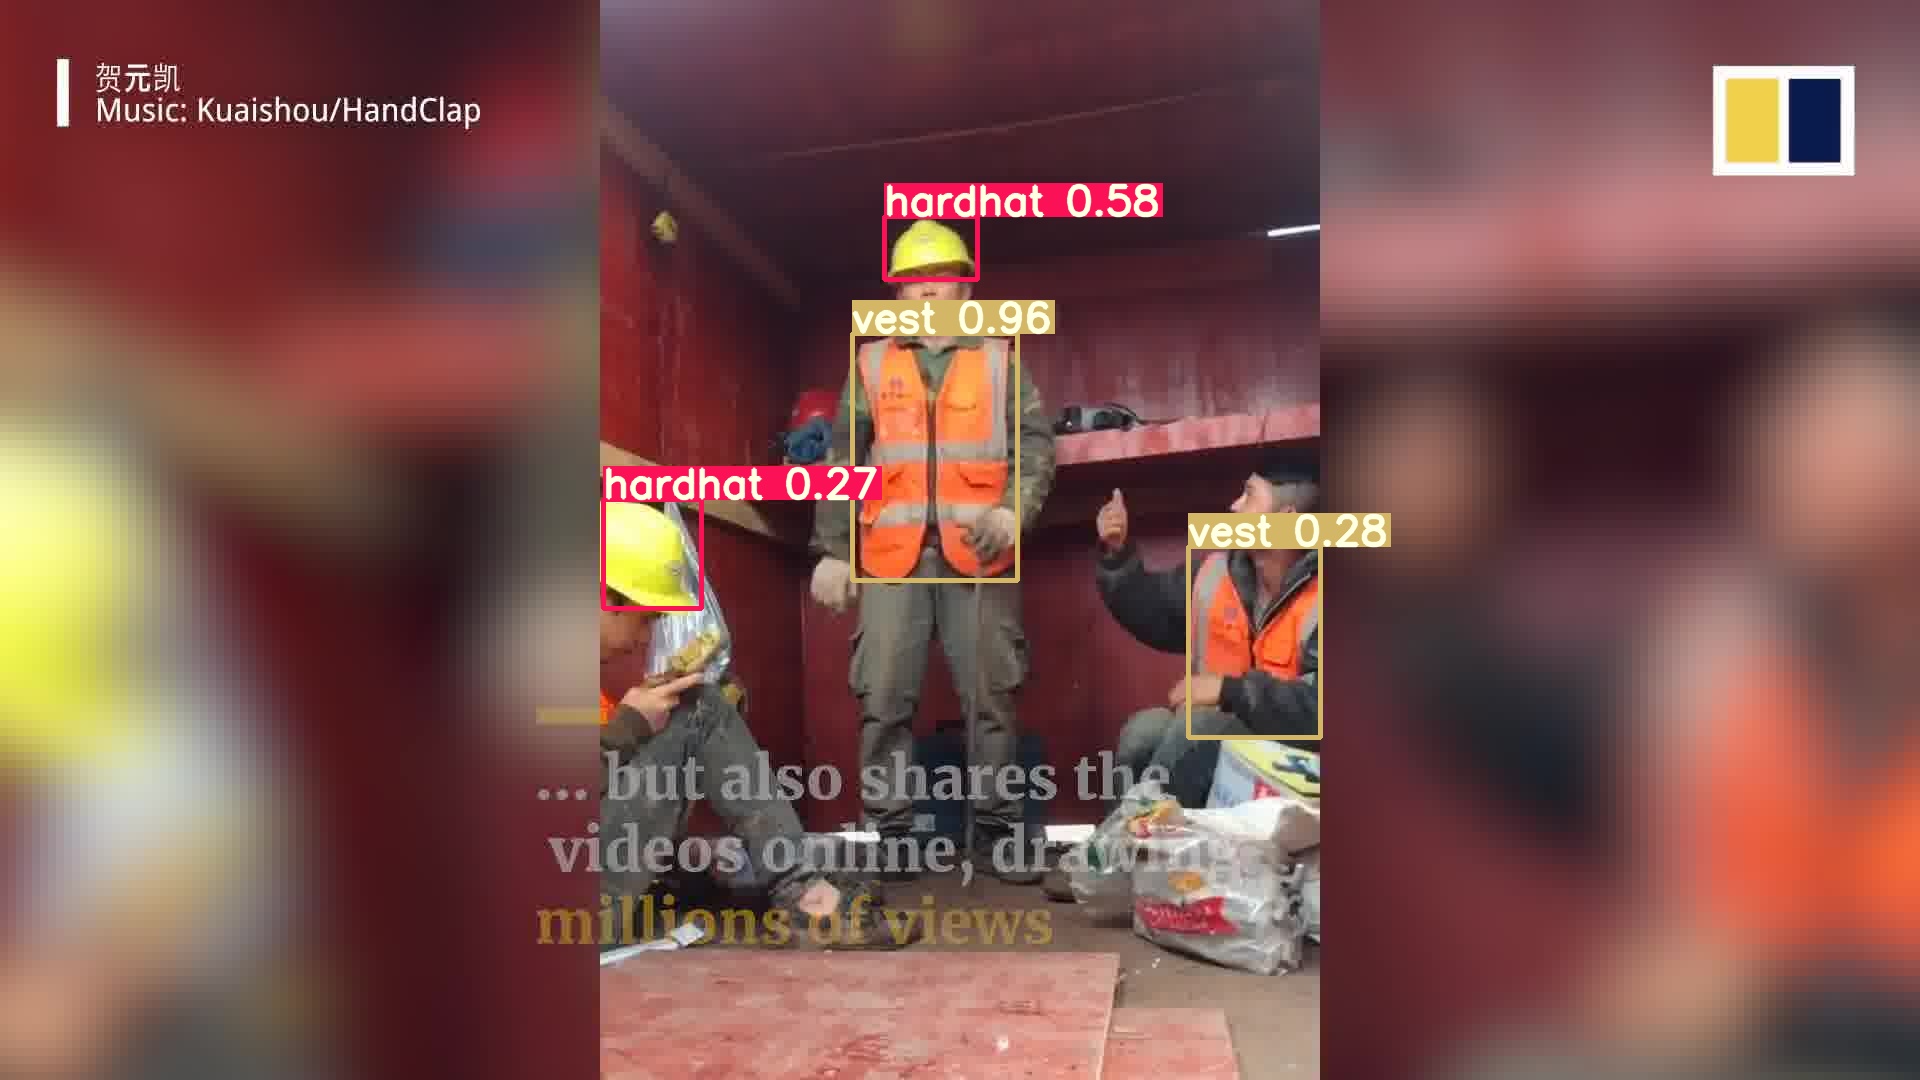 贺元凯
Music: Kuaishou/HandClap
hardhat 0.58
vest 0.96
hardhat 0.27
vest 0.28
... but also shares the
videos online, drawing
millions of views